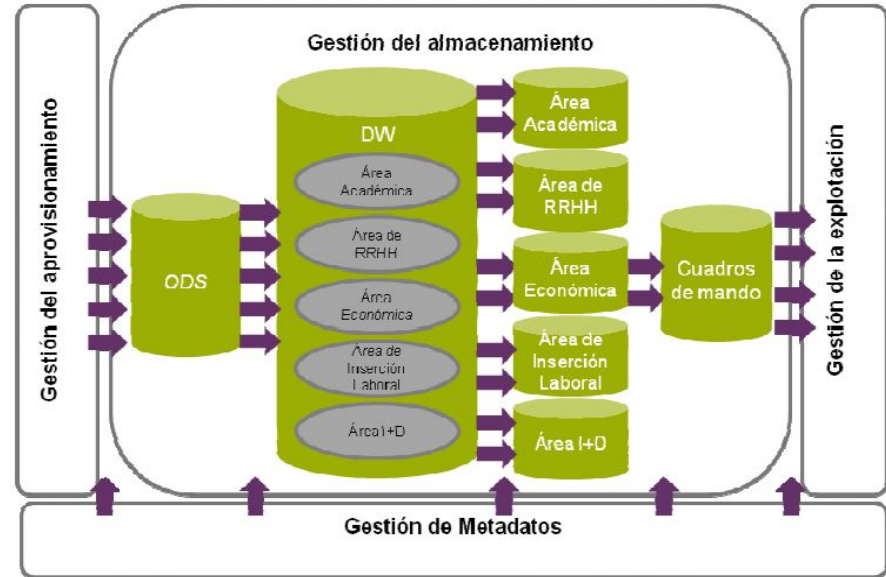 Gestión del almacenamiento
Gestión del aprovisionamiento
ODS
DW
Área
Académica
Área de
RRHH
Área
Económica
Área de
Inserción
Laboral
Área I+D
Área
Académica
Área de
RRHH
Área
Económica
Área de
Inserción
Laboral
Área I+D
Cuadros
de mando
Gestión de la explotación
Gestión de Metadatos